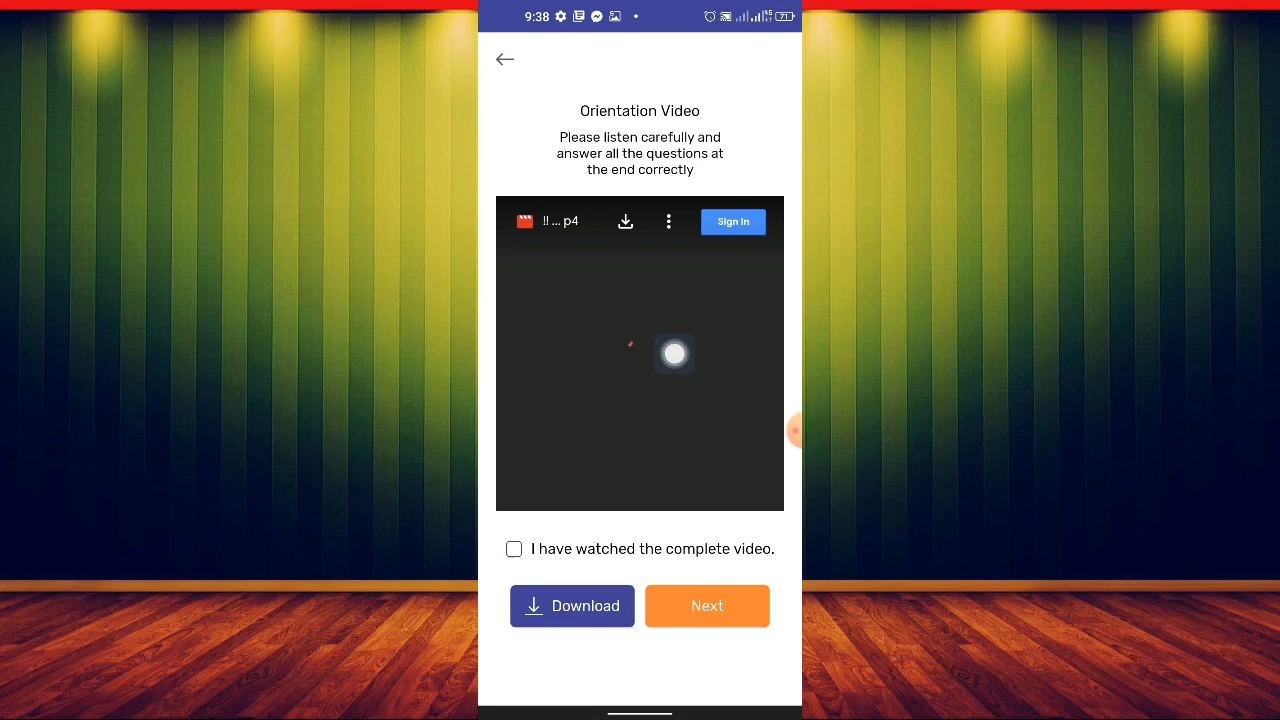 9:38
71
Orientation Video
Please listen carefully and
answer all the questions at
the end correctly
!! ... p4
Sign in
I have watched the complete video.
Download
Next